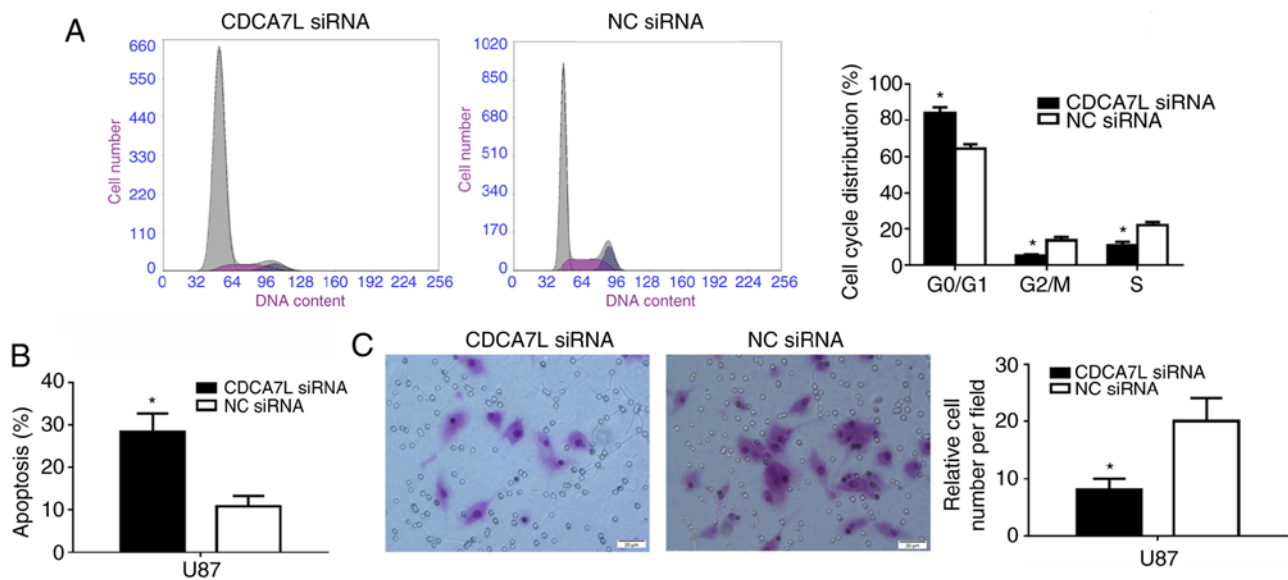 A
CDCA7L siRNA
NC siRNA
660
550
440
330
220
110
0
Cell number
0 32 64 96 128 160 192 224 256
DNA content
1020
850
680
510
340
170
0
Cell number
0 32 64 96 128 160 192 224 256
DNA content
Cell cycle distribution (%)
100
80
60
40
20
0
* * *
CDCA7L siRNA
NC siRNA
G0/G1 G2/M S
B
Apoptosis (%)
40
30
20
10
0
*
CDCA7L siRNA
NC siRNA
U87
C
CDCA7L siRNA
NC siRNA
20 μm
20 μm
Relative cell
number per field
30
20
10
0
*
CDCA7L siRNA
NC siRNA
U87